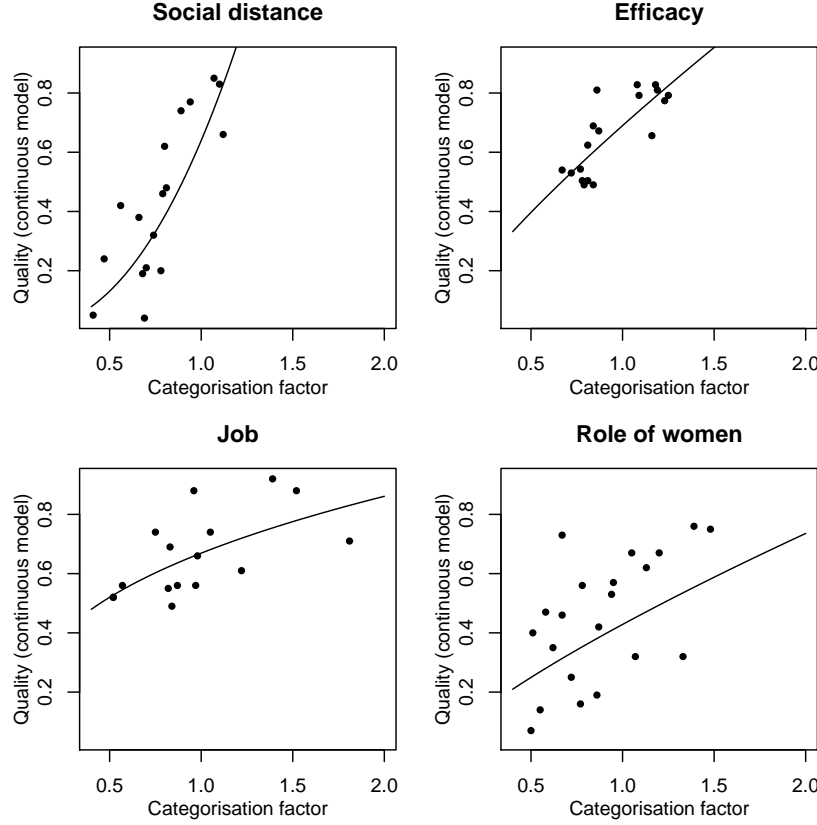 Social distance
Quality (continuous model)
0.2 0.4 0.6 0.8
0.5 1.0 1.5 2.0
Categorisation factor
Efficacy
Quality (continuous model)
0.2 0.4 0.6 0.8
0.5 1.0 1.5 2.0
Categorisation factor
Job
Quality (continuous model)
0.2 0.4 0.6 0.8
0.5 1.0 1.5 2.0
Categorisation factor
Role of women
Quality (continuous model)
0.2 0.4 0.6 0.8
0.5 1.0 1.5 2.0
Categorisation factor